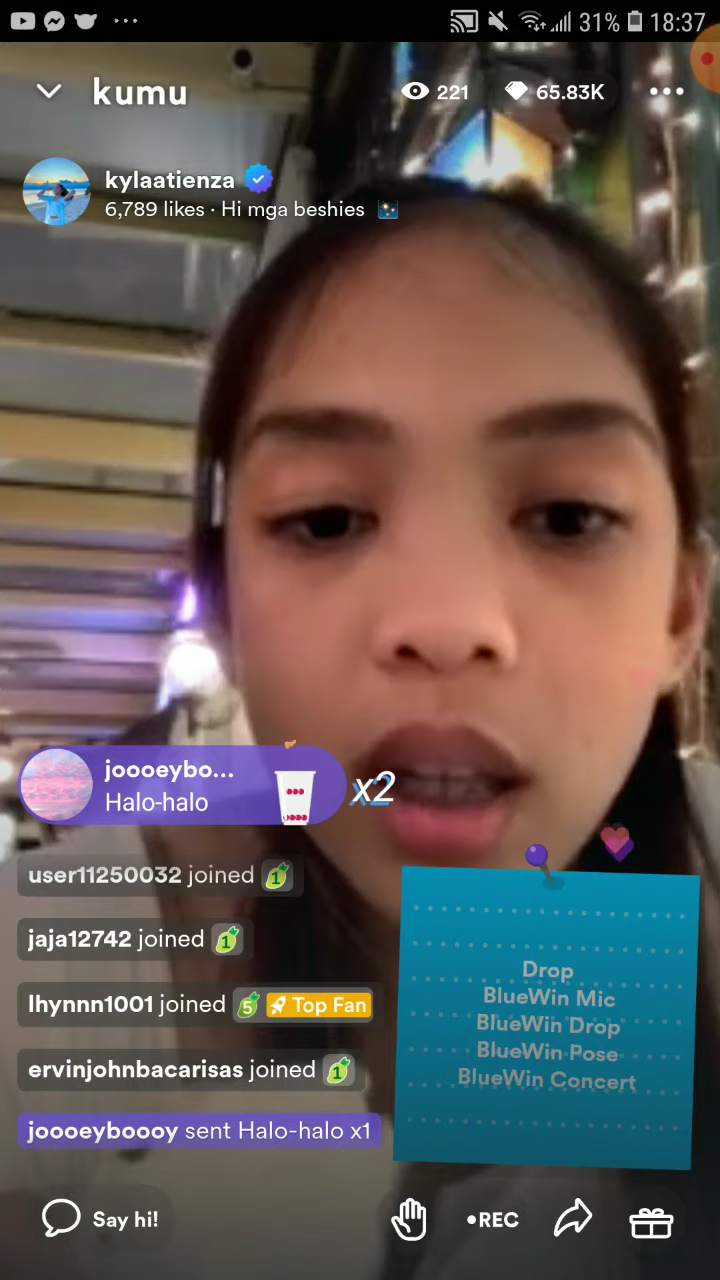 31% 18:37
kumu 221 65.83K
kylaatienza
6,789 likes · Hi mga beshies
joooeybo...
Halo-halo
x2
user11250032 joined 1
jaja12742 joined 1
lhynnn1001 joined 5 Top Fan
ervinjohnbacarisas joined 1
joooeyboooy sent Halo-halo x1
Drop
BlueWin Mic
BlueWin Drop
BlueWin Pose
BlueWin Concert
Say hi! •REC